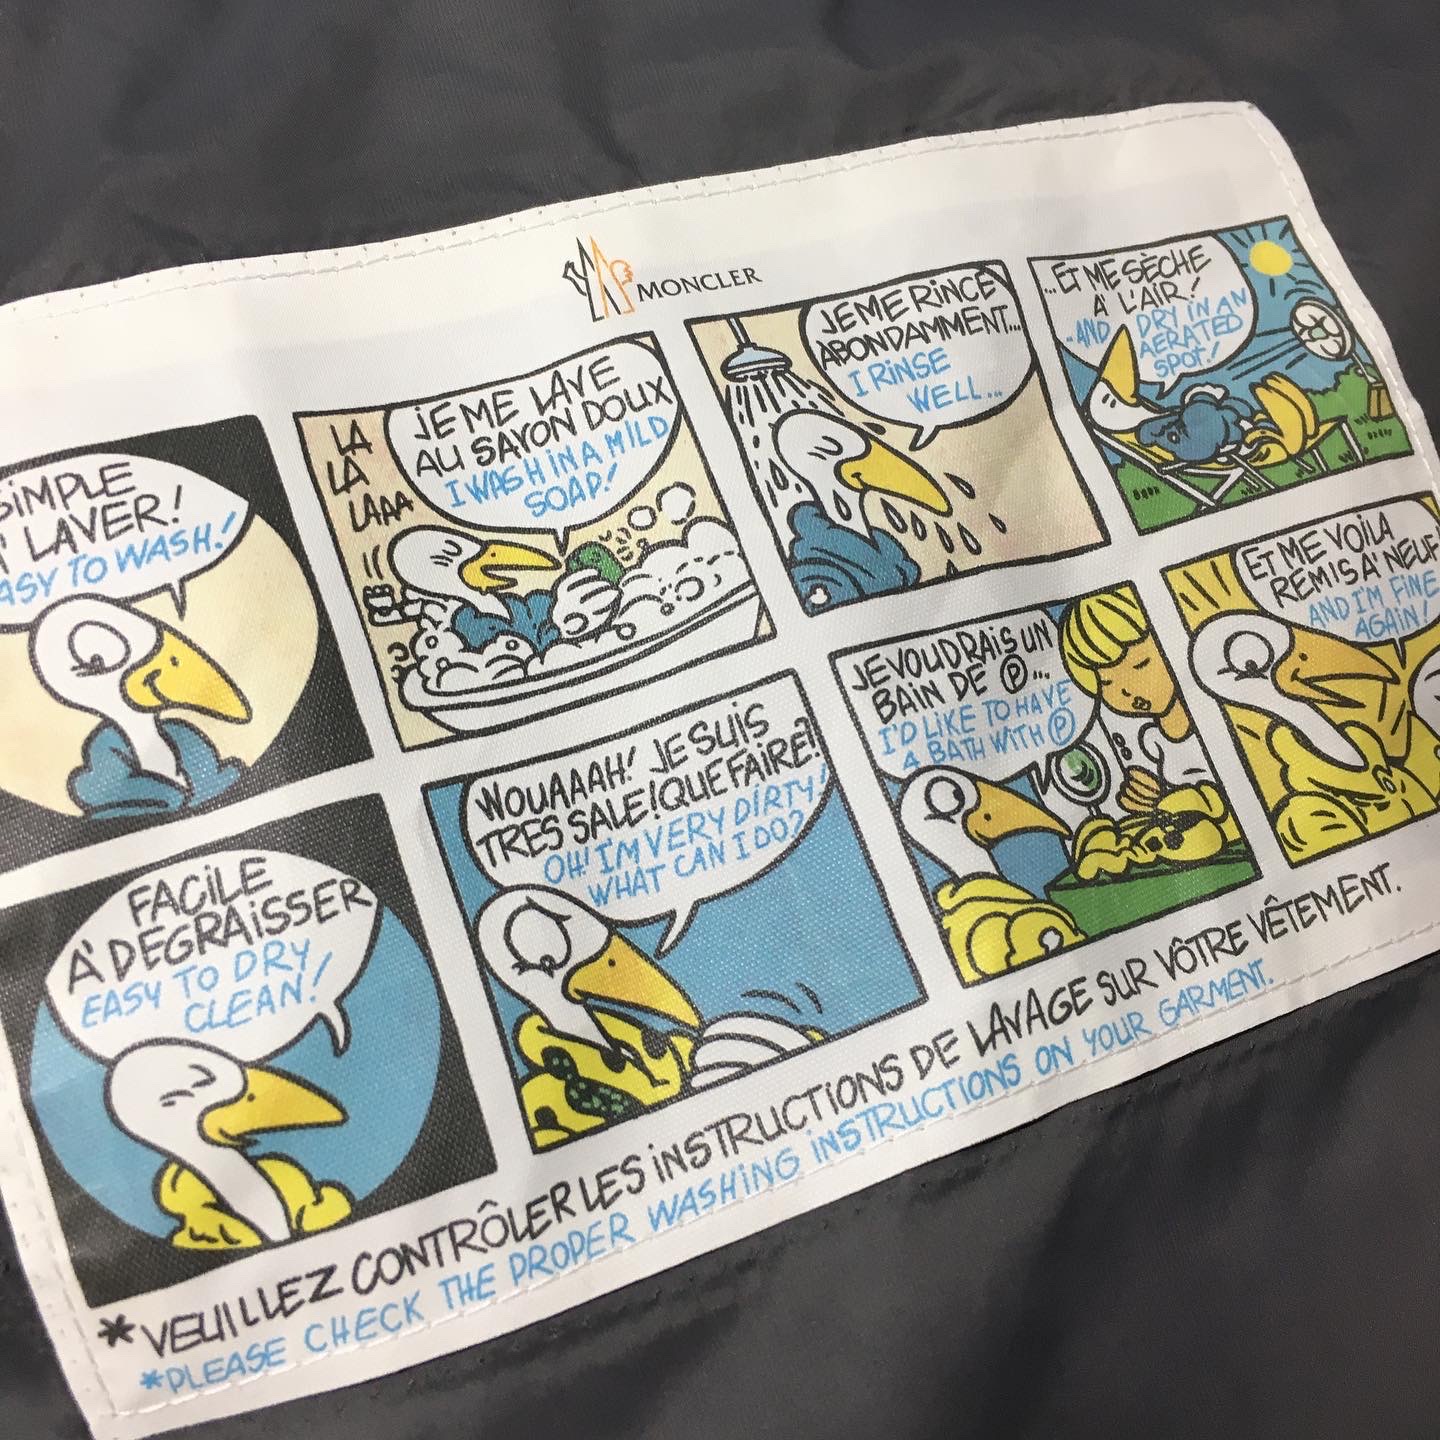 MONCLER
SIMPLE
À LAVER!
EASY TO WASH!
LA
LA
LAAA
JE ME LAVE
AU SAVON DOUX
I WASH IN A MILD
SOAP!
JE ME RINCE
ABONDAMMENT...
I RINSE
WELL...
...ET ME SÈCHE
À L'AIR!
..AND DRY IN AN
AERATED
SPOT!
FACILE
À DEGRAISSER
EASY TO DRY
CLEAN!
WOUAAAH! JE SUIS
TRES SALE! QUE FAIRE?
OH! I'M VERY DIRTY!
WHAT CAN I DO?
JE VOUDRAIS UN
BAIN DE Ⓟ...
I'D LIKE TO HAVE
A BATH WITH Ⓟ
ET ME VOILA
REMIS À NEUF!
AND I'M FINE
AGAIN!
*VEUILLEZ CONTRÔLER LES INSTRUCTIONS DE LAVAGE SUR VÔTRE VÊTEMENT.
*PLEASE CHECK THE PROPER WASHING INSTRUCTIONS ON YOUR GARMENT.